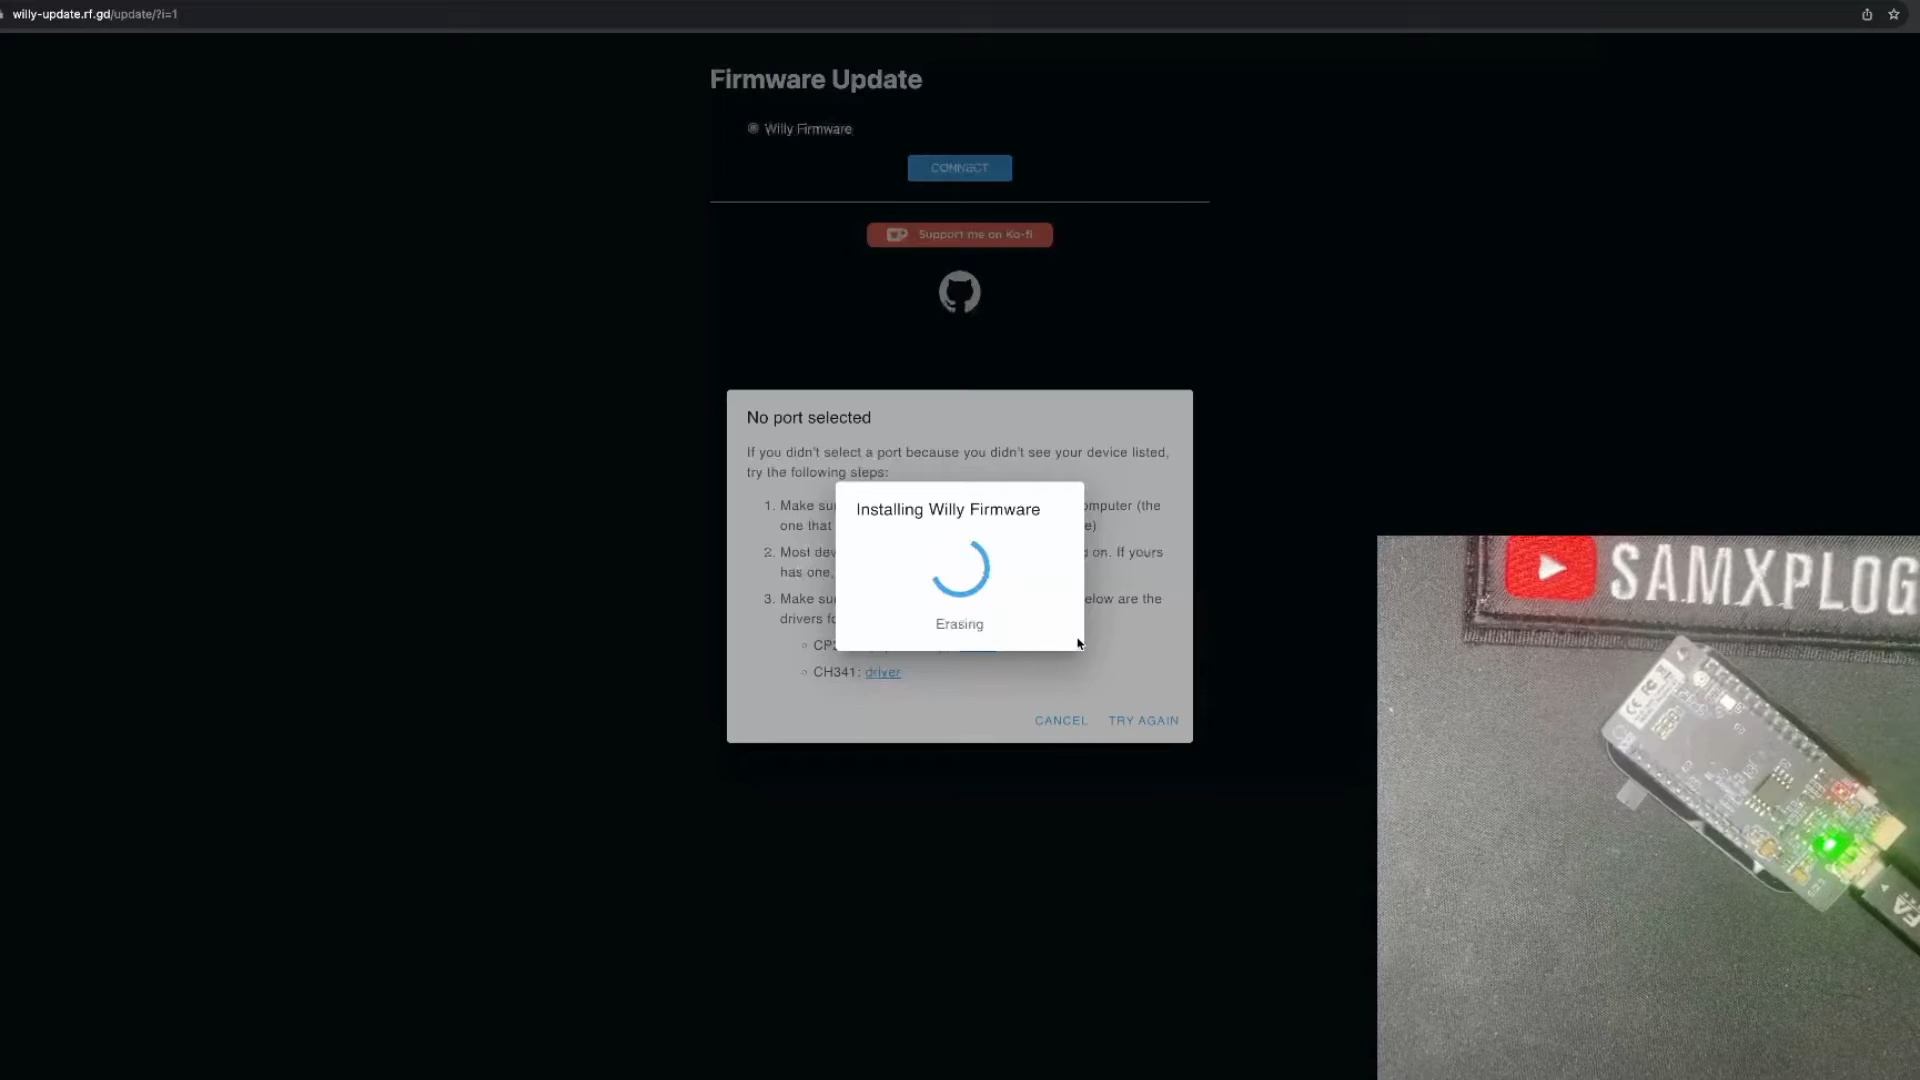 willy-update.rf.gd/update/?i=1
Firmware Update
Willy Firmware
CONNECT
Support me on Ko-fi
No port selected
If you didn't select a port because you didn't see your device listed,
try the following steps:
1. Make su
omputer (the
one that
e)
2. Most dev
on. If yours
has one,
3. Make su
elow are the
drivers fo
CP2
CH341: driver
CANCEL TRY AGAIN
Installing Willy Firmware
Erasing
SAMXPLOG